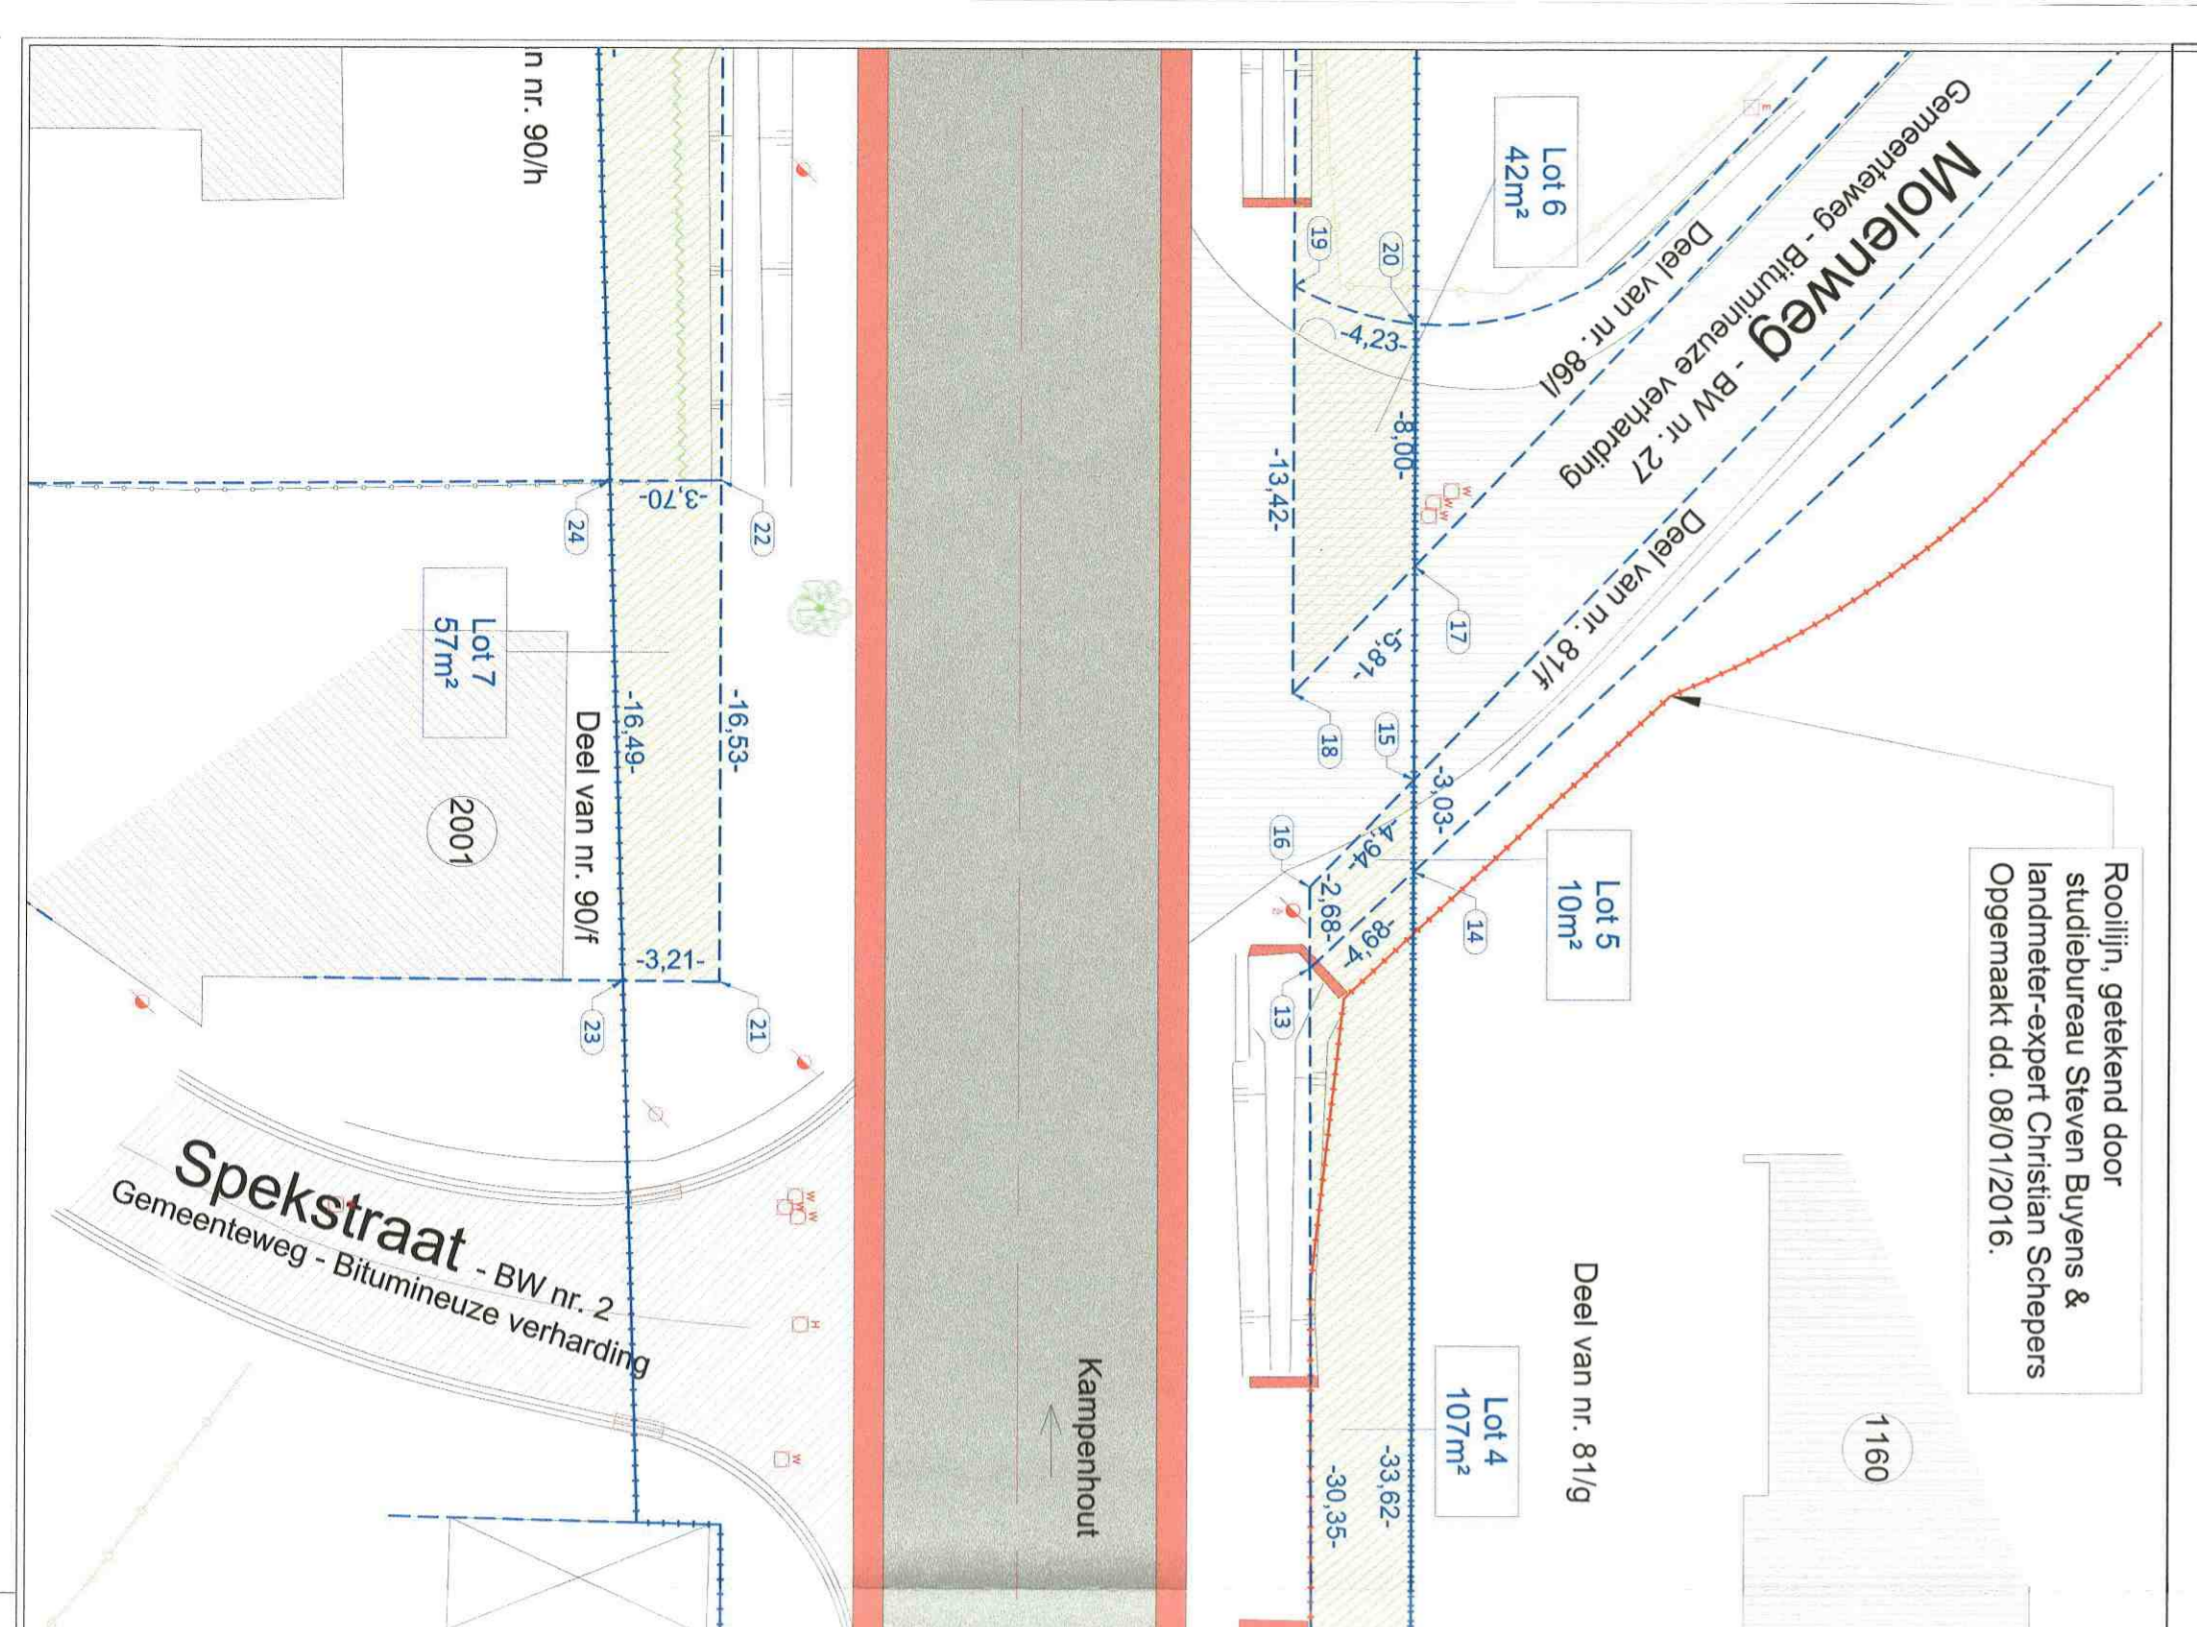 Gemeenteweg - Bitumineuze verharding
Molenweg - BW nr. 27
Deel van nr. 86/l
Deel van nr. 81/f
Lot 6
42m²
E
19
20
-4,23-
-8,00-
-13,42-
W
W
W
17
-5,81-
18
15
-3,03-
16
-4,94-
-2,68-
-4,69-
14
13
Lot 5
10m²
Rooilijn, getekend door
studiebureau Steven Buyens &
landmeter-expert Christian Schepers
Opgemaakt dd. 08/01/2016.
1160
Deel van nr. 81/g
Lot 4
107m²
-33,62-
-30,35-
Kampenhout
n nr. 90/h
-3,70-
22
24
Lot 7
57m²
-16,53-
-16,49-
Deel van nr. 90/f
2001
-3,21-
21
23
Spekstraat - BW nr. 2
Gemeenteweg - Bitumineuze verharding
W
W
W
H
W